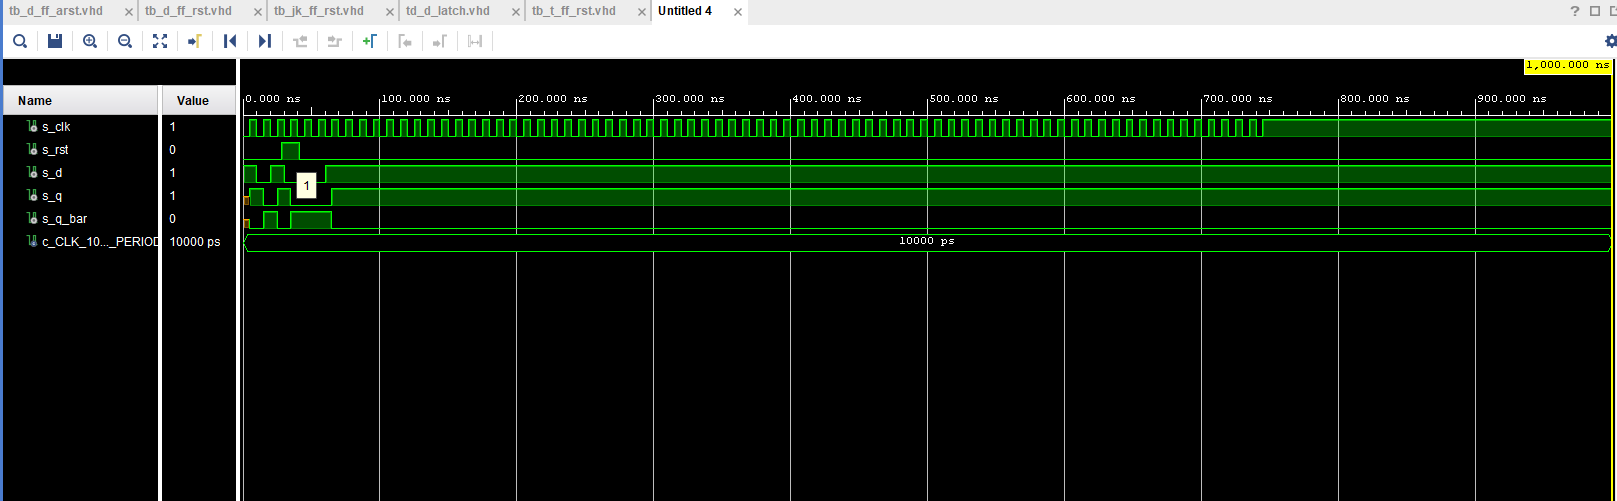 tb_d_ff_arst.vhd × tb_d_ff_rst.vhd × tb_jk_ff_rst.vhd × td_d_latch.vhd × tb_t_ff_rst.vhd × Untitled 4 ×
?
1,000.000 ns
Name Value
0.000 ns 100.000 ns 200.000 ns 300.000 ns 400.000 ns 500.000 ns 600.000 ns 700.000 ns 800.000 ns 900.000 ns
s_clk 1
s_rst 0
s_d 1
1
s_q 1
s_q_bar 0
c_CLK_10..._PERIOD 10000 ps 10000 ps